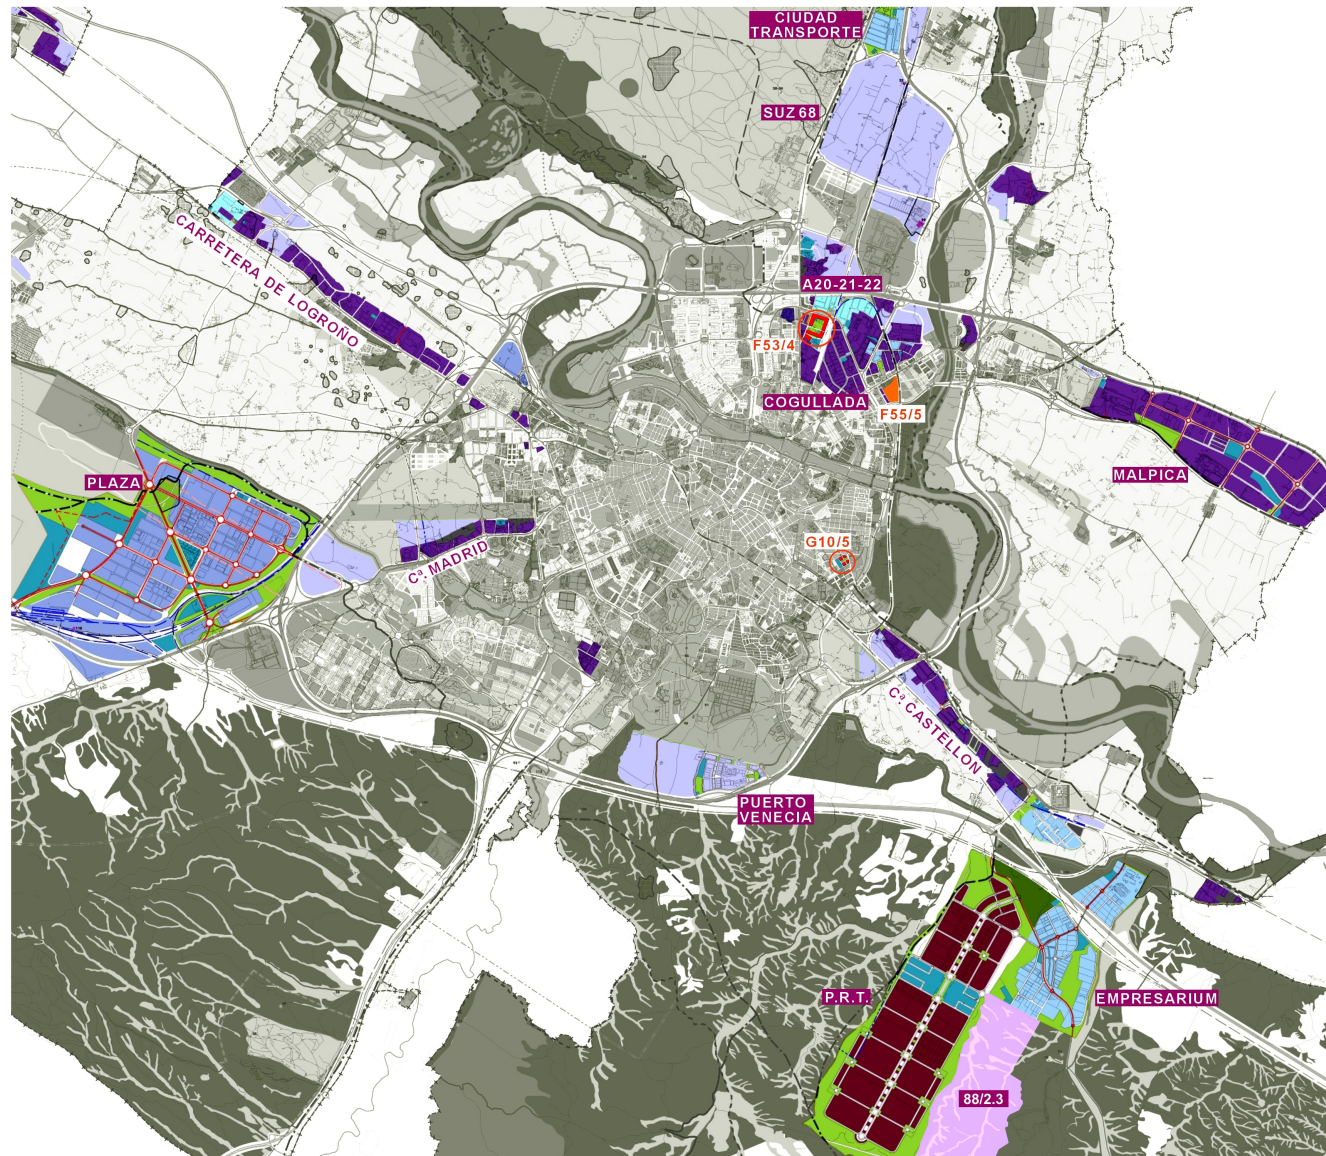 CIUDAD
TRANSPORTE
SUZ 68
CARRETERA DE LOGROÑO
A20-21-22
F53/4
COGULLADA
F55/5
MALPICA
PLAZA
Cª. MADRID
G10/5
Cª. CASTELLON
PUERTO
VENECIA
P.R.T.
EMPRESARIUM
88/2.3